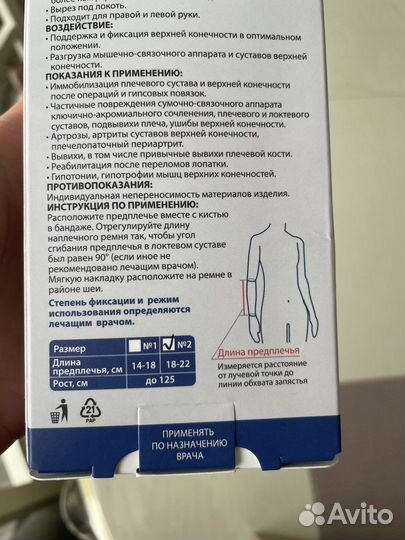 • Вырез под локоть.
• Подходит для правой и левой руки.
ВОЗДЕЙСТВИЕ:
• Поддержка и фиксация верхней конечности в оптимальном
положении.
• Разгрузка мышечно-связочного аппарата и суставов верхней
конечности.
ПОКАЗАНИЯ К ПРИМЕНЕНИЮ:
• Иммобилизация плечевого сустава и верхней конечности
после операций и гипсовых повязок.
• Частичные повреждения сумочно-связочного аппарата
ключично-акромиального сочленения, плечевого и локтевого
суставов, подвывихи плеча, ушибы верхней конечности.
• Артрозы, артриты суставов верхней конечности,
плечелопаточный периартрит.
• Вывихи, в том числе привычные вывихи плечевой кости.
• Реабилитация после переломов лопатки.
• Гипотонии, гипотрофии мышц верхних конечностей.
ПРОТИВОПОКАЗАНИЯ:
Индивидуальная непереносимость материалов изделия.
ИНСТРУКЦИЯ ПО ПРИМЕНЕНИЮ:
Расположите предплечье вместе с кистью
в бандаже. Отрегулируйте длину
наплечного ремня так, чтобы угол
сгибания предплечья в локтевом суставе
был равен 90° (если иное не
рекомендовано лечащим врачом).
Мягкую накладку расположите на ремне в
районе шеи.
Степень фиксации и режим
использования определяются
лечащим врачом.
Размер №1 №2
Длина
предплечья, см 14-18 18-22
Рост, см до 125
Длина предплечья
Измеряется расстояние
от лучевой точки до
линии обхвата запястья
21
PAP
ПРИМЕНЯТЬ
ПО НАЗНАЧЕНИЮ
ВРАЧА
Avito